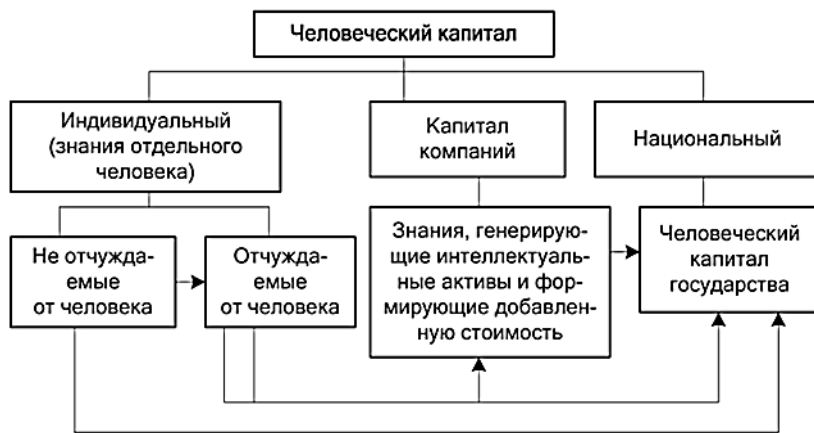 Человеческий капитал
Индивидуальный
(знания отдельного
человека)
Капитал
компаний
Национальный
Не отчужда-
емые
от человека
Отчужда-
емые
от человека
Знания, генерирую-
щие интеллектуаль-
ные активы и фор-
мирующие добавлен-
ную стоимость
Человеческий
капитал
государства